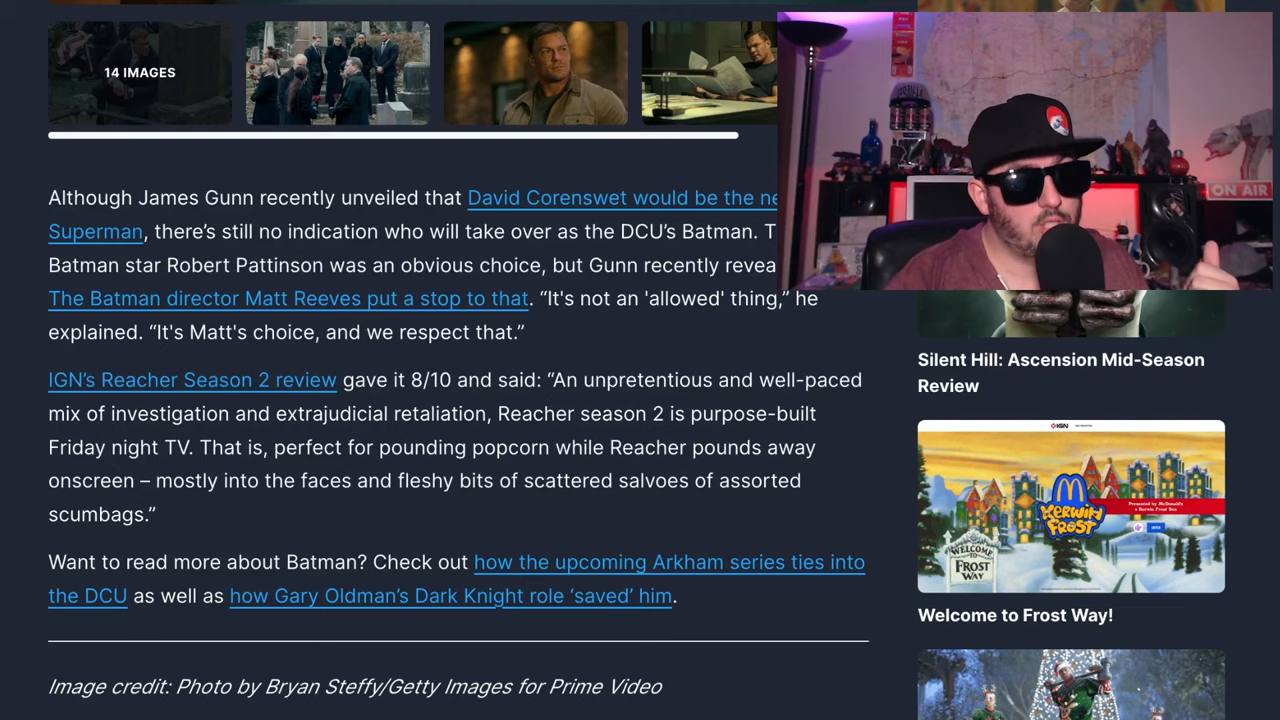 14 IMAGES
ON AIR
Although James Gunn recently unveiled that David Corenswet would be the
Superman, there’s still no indication who will take over as the DCU’s Batman.
Batman star Robert Pattinson was an obvious choice, but Gunn recently
The Batman director Matt Reeves put a stop to that. “It's not an 'allowed' thing,” he
explained. “It's Matt's choice, and we respect that.”
IGN’s Reacher Season 2 review gave it 8/10 and said: “An unpretentious and well-paced
mix of investigation and extrajudicial retaliation, Reacher season 2 is purpose-built
Friday night TV. That is, perfect for pounding popcorn while Reacher pounds away
onscreen – mostly into the faces and fleshy bits of scattered salvoes of assorted
scumbags.”
Want to read more about Batman? Check out how the upcoming Arkham series ties into
the DCU as well as how Gary Oldman’s Dark Knight role ‘saved’ him.
Image credit: Photo by Bryan Steffy/Getty Images for Prime Video
Silent Hill: Ascension Mid-Season
Review
IGN
KERWIN
FROST
Presented by McDonald's
x Kerwin Frost Box
WELCOME
TO
FROST
WAY
Welcome to Frost Way!